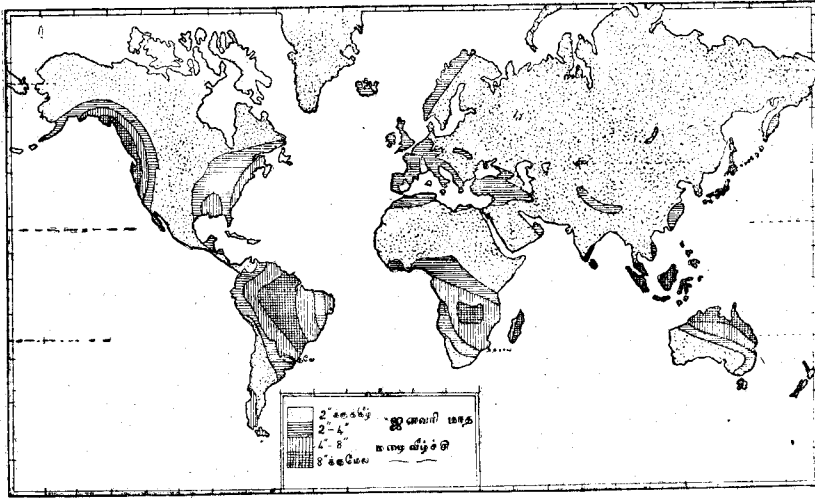 2" க்குக்கீழ்
2"-4"
4"-8"
8" க்குமேல
ஜனவரி மாத
மழை வீழ்ச்சி